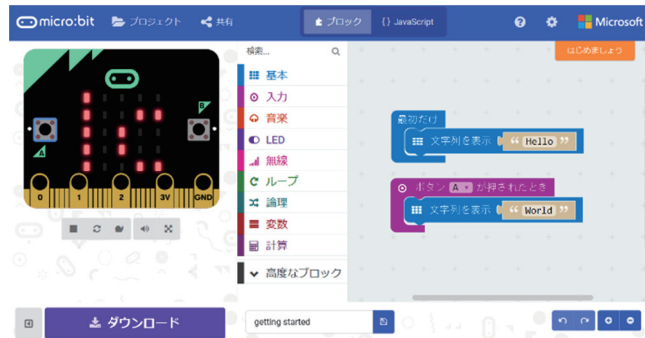 micro:bit プロジェクト 共有 ブロック {} JavaScript ? Microsoft
検索...
はじめましょう
基本
入力
音楽
LED
無線
ループ
論理
変数
計算
高度なブロック
最初だけ
文字列を表示 “ Hello ”
ボタン A が押されたとき
文字列を表示 “ World ”
A
B
0 1 2 3V GND
ダウンロード
getting started